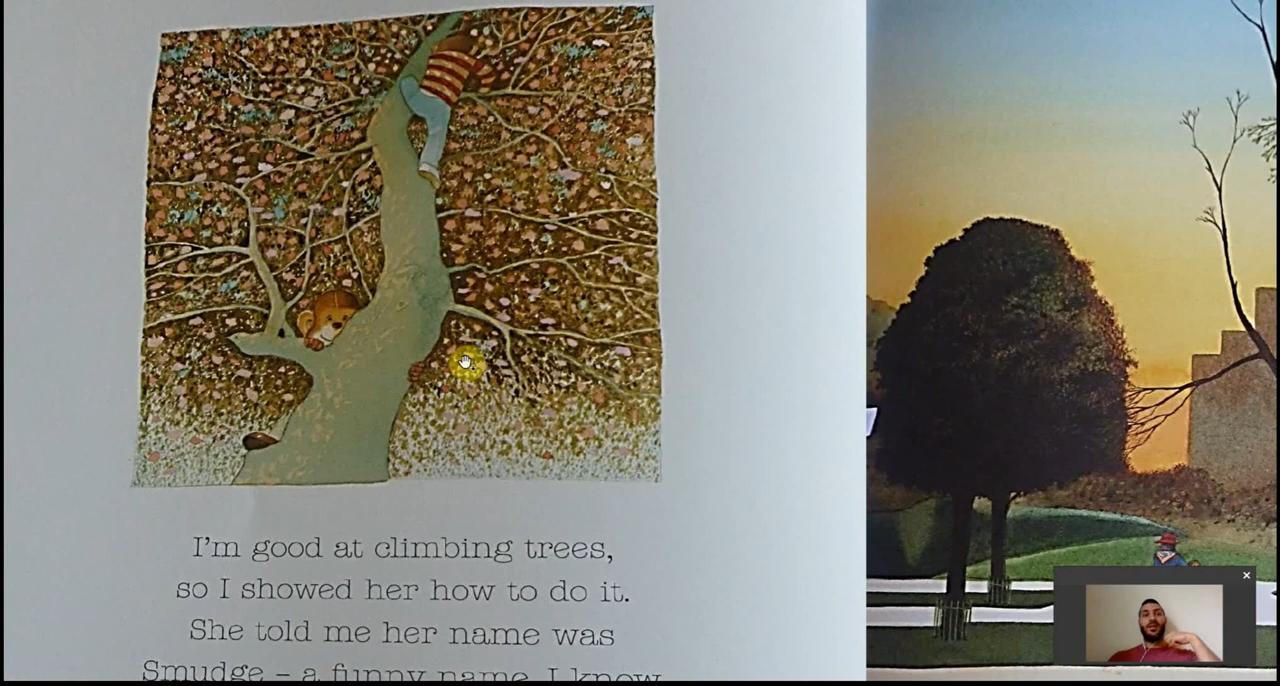 I'm good at climbing trees,
so I showed her how to do it.
She told me her name was
Smudge – a funny name, I know